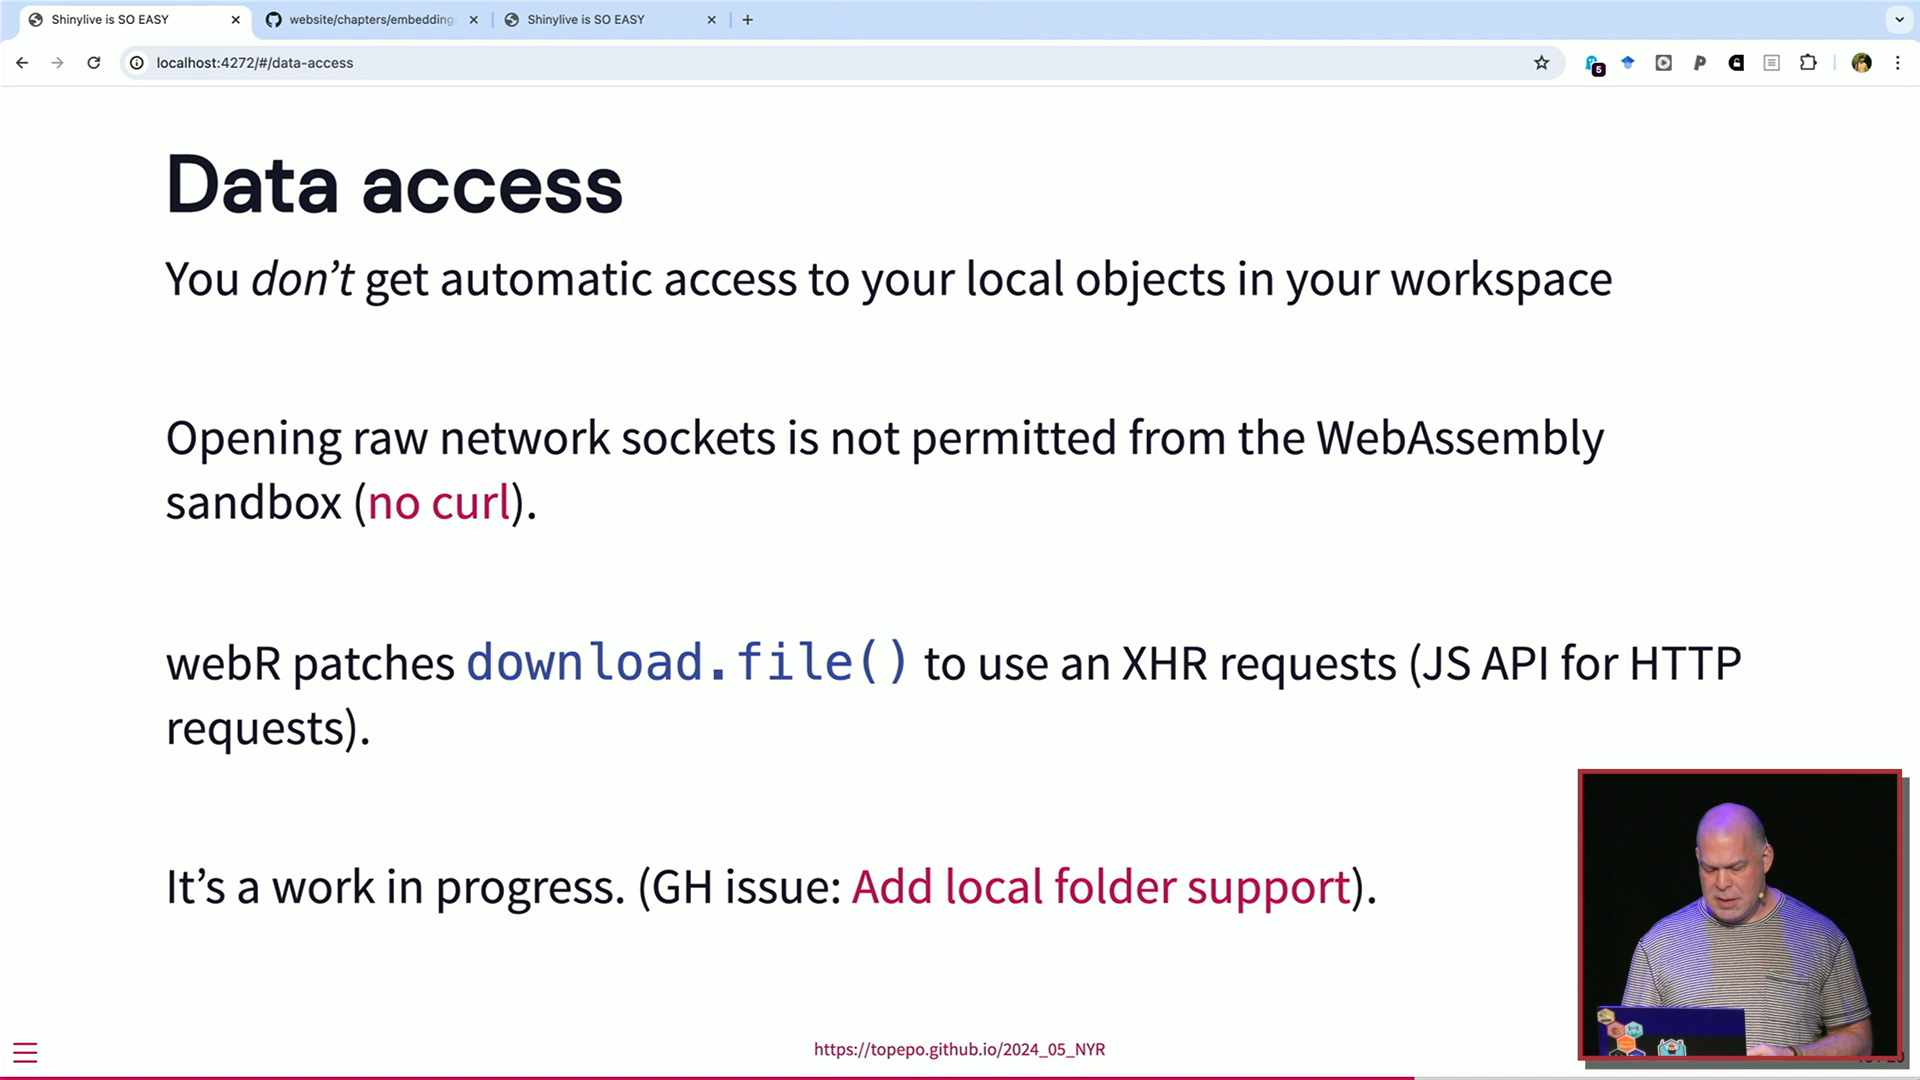 Shinylive is SO EASY
website/chapters/embedding
Shinylive is SO EASY
localhost:4272/#/data-access
5
Data access
You don’t get automatic access to your local objects in your workspace
Opening raw network sockets is not permitted from the WebAssembly
sandbox (no curl).
webR patches download.file() to use an XHR requests (JS API for HTTP
requests).
It’s a work in progress. (GH issue: Add local folder support).
https://topepo.github.io/2024_05_NYR